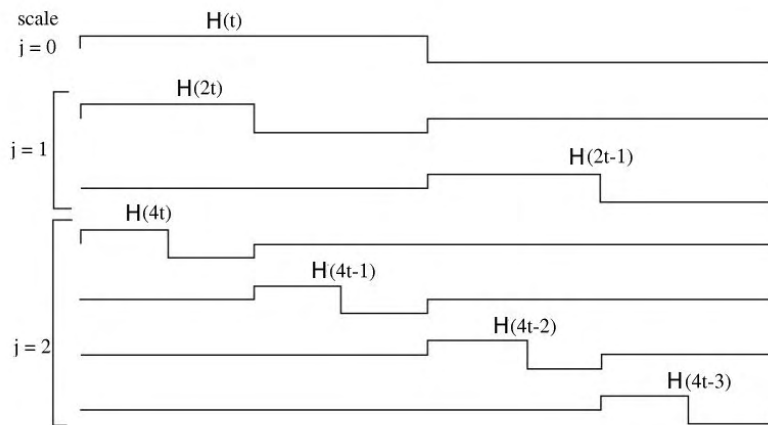 scale
H(t)
j = 0
H(2t)
j = 1
H(2t-1)
H(4t)
H(4t-1)
H(4t-2)
j = 2
H(4t-3)